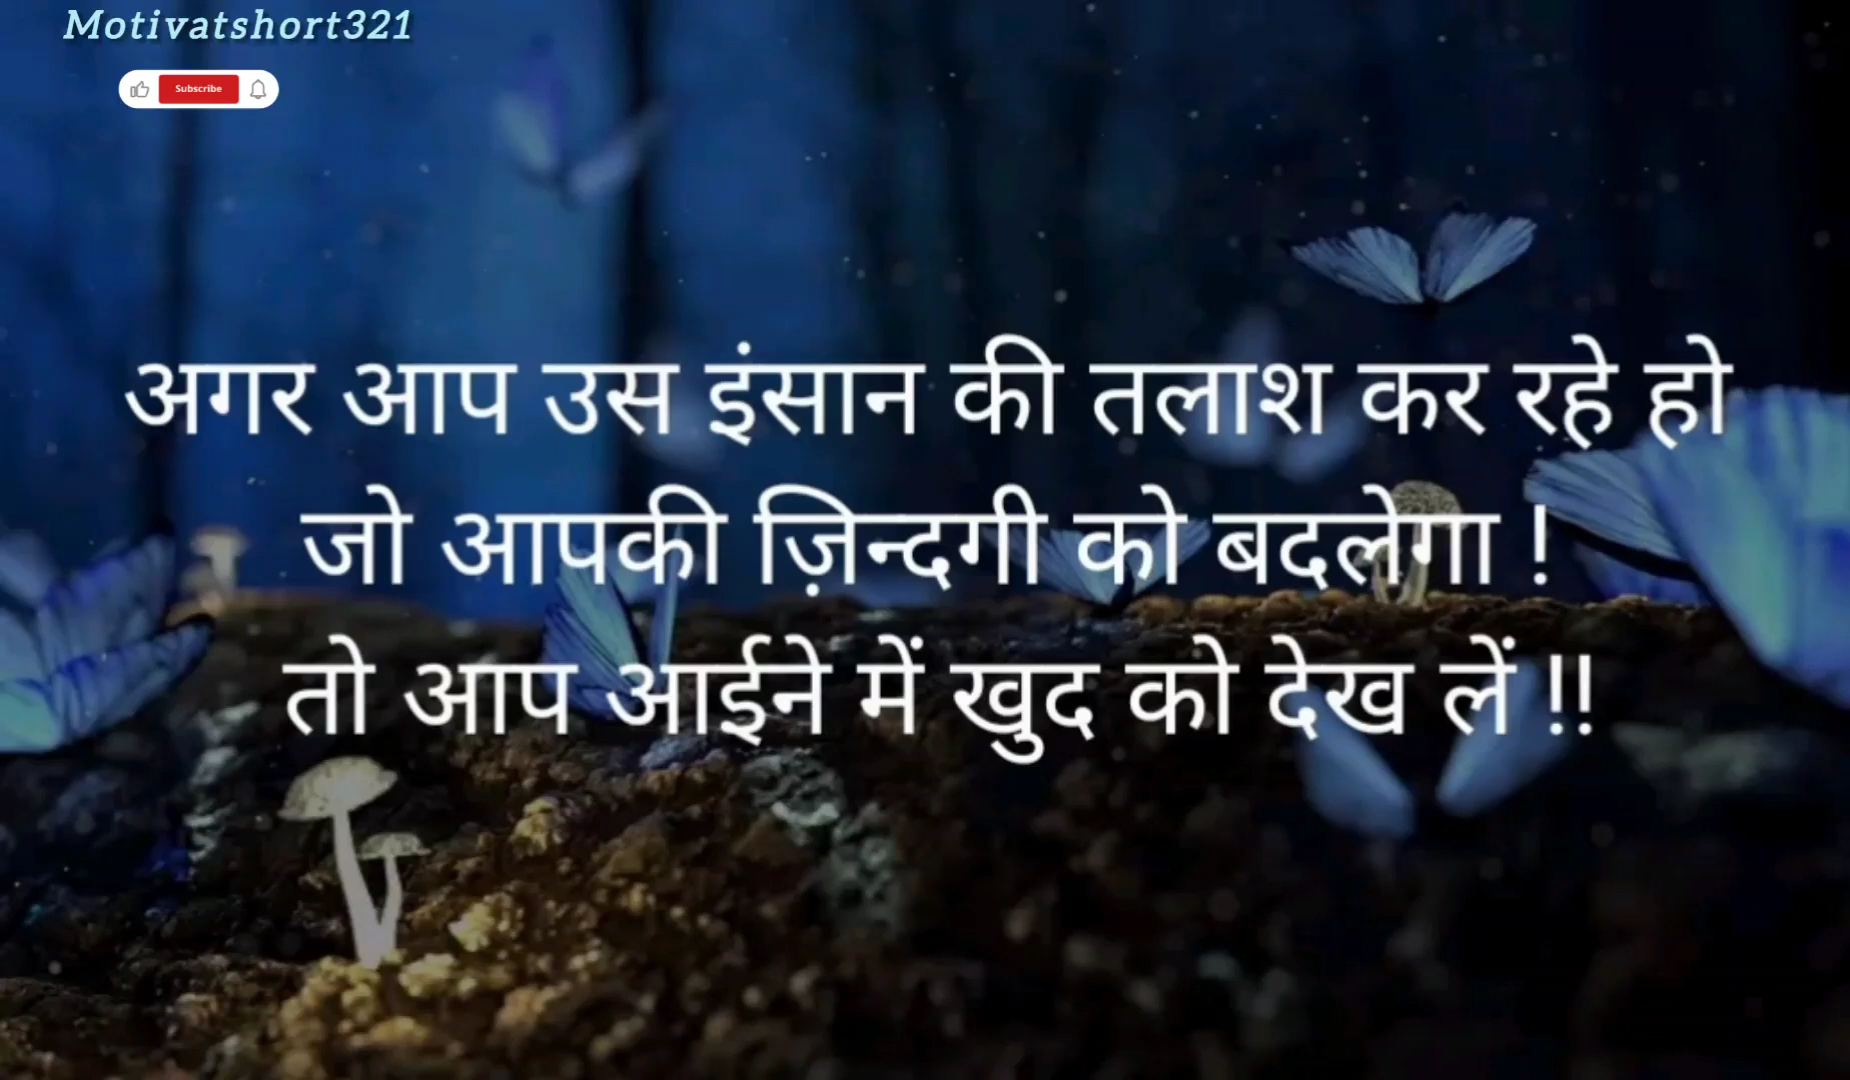 Motivatshort321
Subscribe
अगर आप उस इंसान की तलाश कर रहे हो
जो आपकी ज़िन्दगी को बदलेगा !
तो आप आईने में खुद को देख लें !!